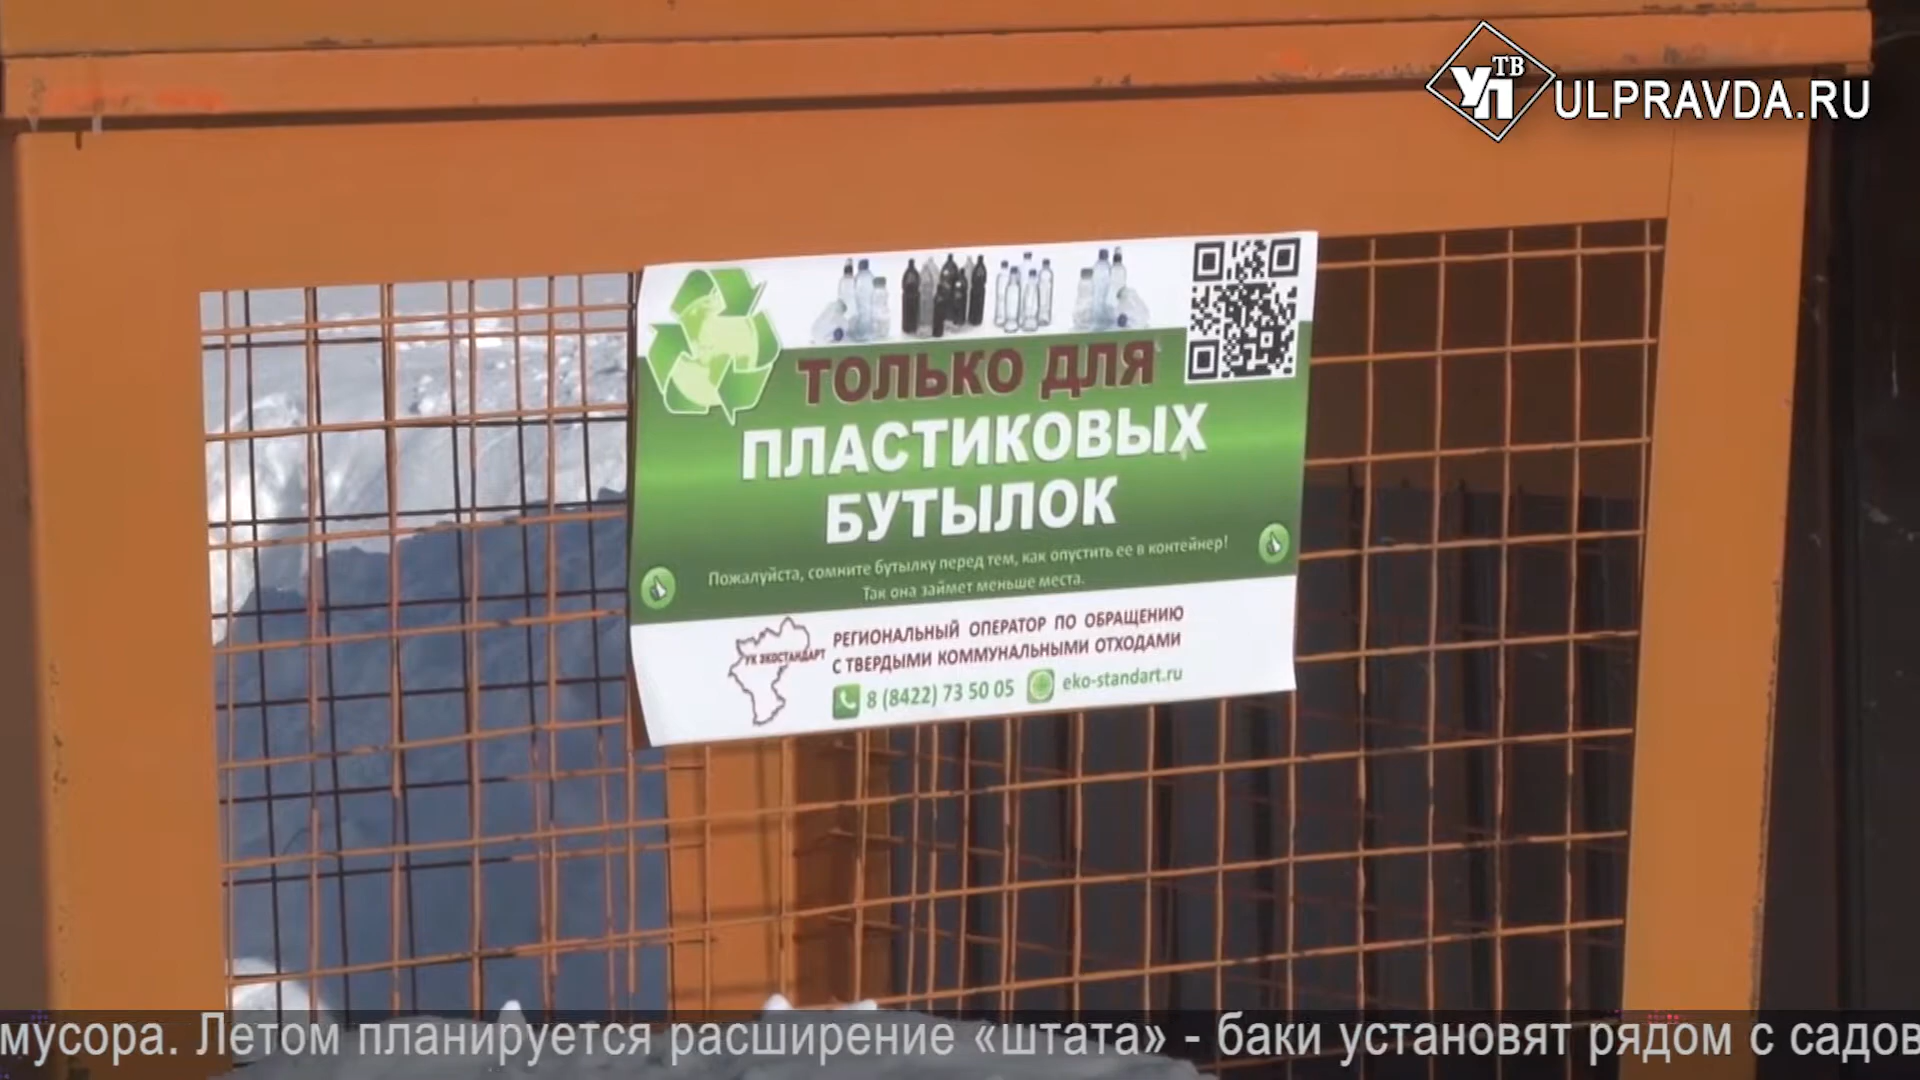 УП ТВ
ULPRAVDA.RU
ТОЛЬКО ДЛЯ
ПЛАСТИКОВЫХ
БУТЫЛОК
Пожалуйста, сомните бутылку перед тем, как опустить ее в контейнер!
Так она займет меньше места.
УК ЭКОСТАНДАРТ
РЕГИОНАЛЬНЫЙ ОПЕРАТОР ПО ОБРАЩЕНИЮ
С ТВЕРДЫМИ КОММУНАЛЬНЫМИ ОТХОДАМИ
8 (8422) 73 50 05
eko-standart.ru
мусора. Летом планируется расширение «штата» - баки установят рядом с садов